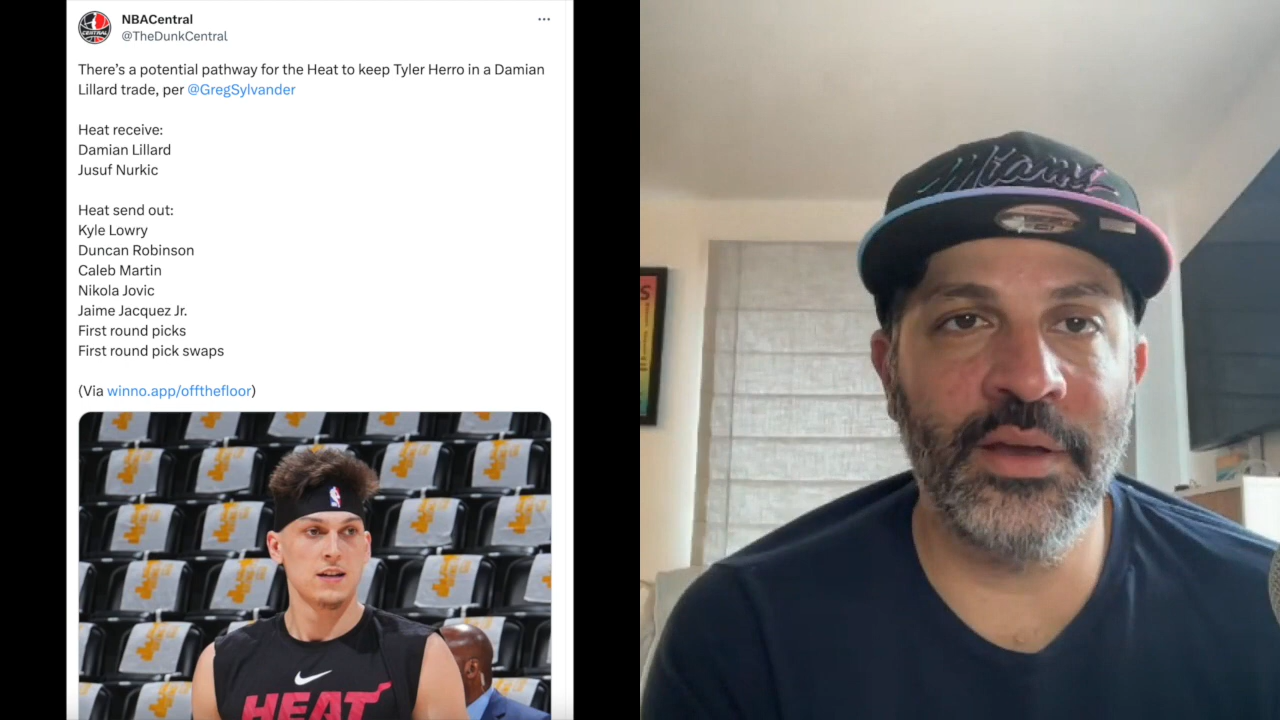 NBACentral
@TheDunkCentral
There's a potential pathway for the Heat to keep Tyler Herro in a Damian
Lillard trade, per @GregSylvander
Heat receive:
Damian Lillard
Jusuf Nurkic
Heat send out:
Kyle Lowry
Duncan Robinson
Caleb Martin
Nikola Jovic
Jaime Jacquez Jr.
First round picks
First round pick swaps
(Via winno.app/offthefloor)
HEAT
Miami